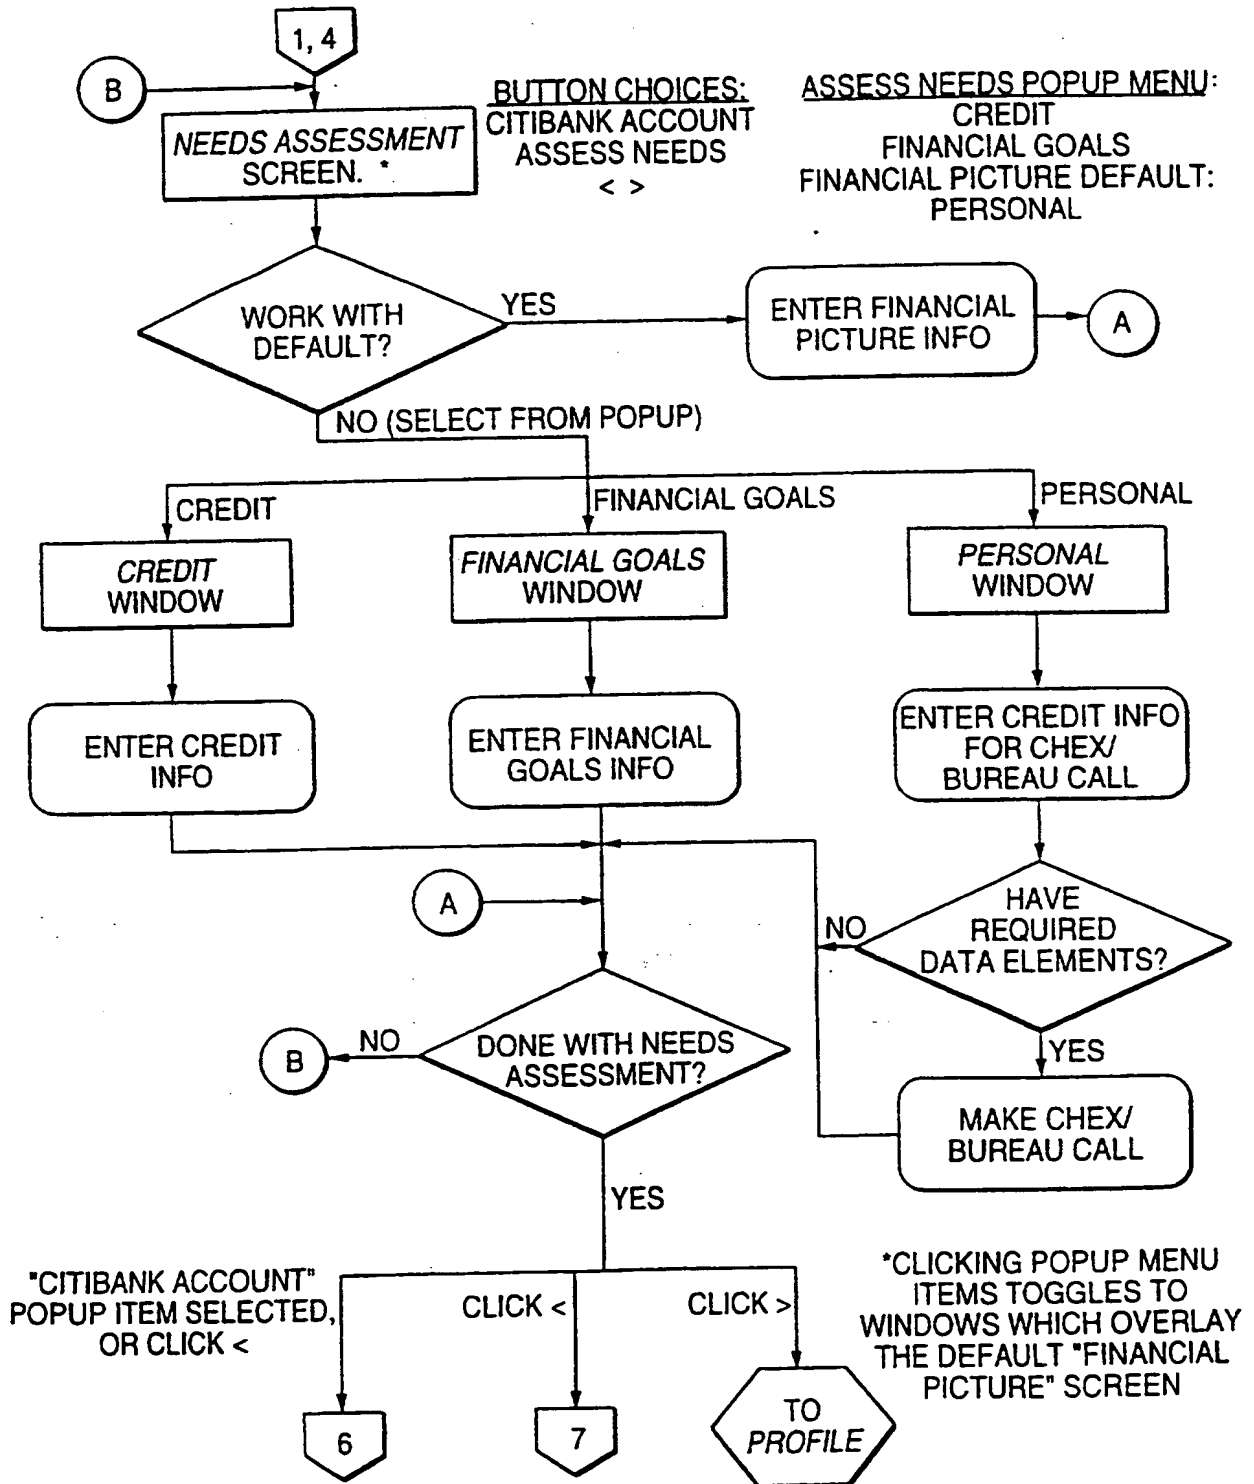 1, 4
B
BUTTON CHOICES:
CITIBANK ACCOUNT
ASSESS NEEDS
< >
ASSESS NEEDS POPUP MENU:
CREDIT
FINANCIAL GOALS
FINANCIAL PICTURE DEFAULT:
PERSONAL
NEEDS ASSESSMENT
SCREEN. *
WORK WITH
DEFAULT?
YES
ENTER FINANCIAL
PICTURE INFO
A
NO (SELECT FROM POPUP)
CREDIT
FINANCIAL GOALS
PERSONAL
CREDIT
WINDOW
FINANCIAL GOALS
WINDOW
PERSONAL
WINDOW
ENTER CREDIT
INFO
ENTER FINANCIAL
GOALS INFO
ENTER CREDIT INFO
FOR CHEX/
BUREAU CALL
A
HAVE
REQUIRED
DATA ELEMENTS?
NO
YES
B
NO
DONE WITH NEEDS
ASSESSMENT?
MAKE CHEX/
BUREAU CALL
YES
"CITIBANK ACCOUNT"
POPUP ITEM SELECTED,
OR CLICK <
CLICK <
CLICK >
*CLICKING POPUP MENU
ITEMS TOGGLES TO
WINDOWS WHICH OVERLAY
THE DEFAULT "FINANCIAL
PICTURE" SCREEN
6
7
TO
PROFILE